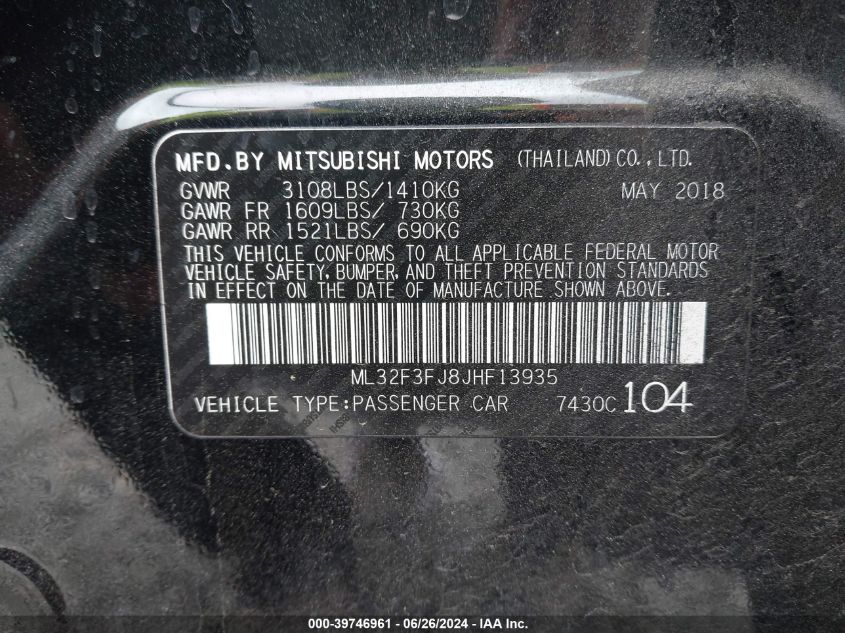 MFD.BY MITSUBISHI MOTORS (THAILAND) CO.,LTD.
GVWR 3108LBS/1410KG MAY 2018
GAWR FR 1609LBS/ 730KG
GAWR RR 1521LBS/ 690KG
THIS VEHICLE CONFORMS TO ALL APPLICABLE FEDERAL MOTOR
VEHICLE SAFETY, BUMPER, AND THEFT PREVENTION STANDARDS
IN EFFECT ON THE DATE OF MANUFACTURE SHOWN ABOVE.
ML32F3FJ8JHF13935
VEHICLE TYPE:PASSENGER CAR 7430C 104
000-39746961 - 06/26/2024 - IAAI.COM